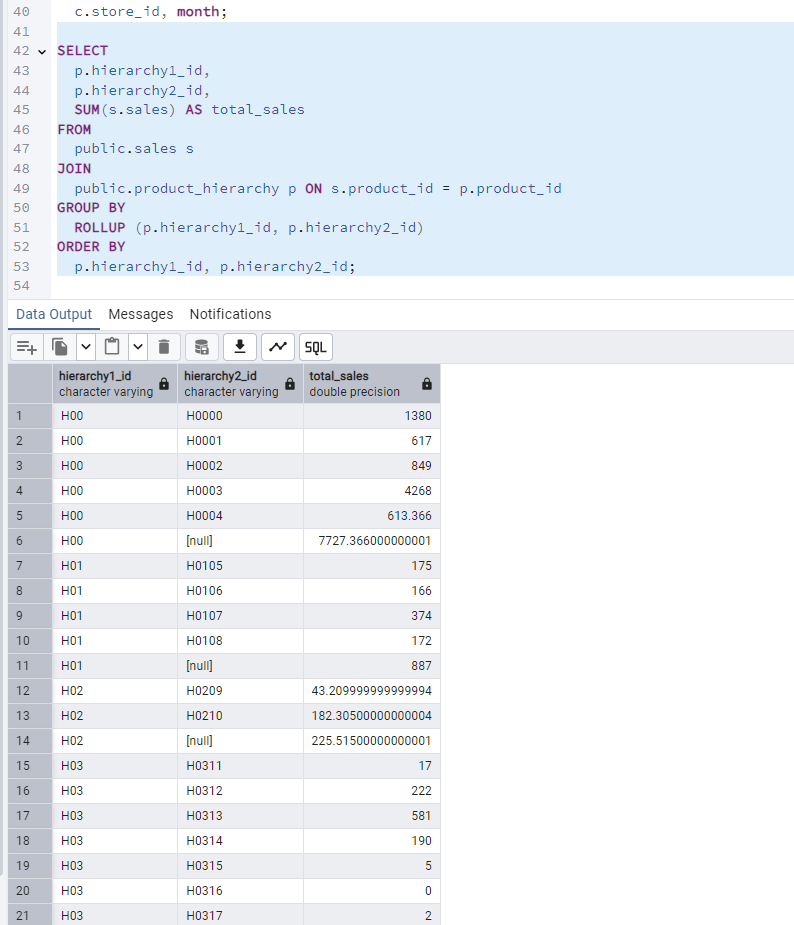 40 c.store_id, month;
41
42 SELECT
43 p.hierarchy1_id,
44 p.hierarchy2_id,
45 SUM(s.sales) AS total_sales
46 FROM
47 public.sales s
48 JOIN
49 public.product_hierarchy p ON s.product_id = p.product_id
50 GROUP BY
51 ROLLUP (p.hierarchy1_id, p.hierarchy2_id)
52 ORDER BY
53 p.hierarchy1_id, p.hierarchy2_id;
54
Data Output Messages Notifications
SQL
hierarchy1_id hierarchy2_id total_sales
character varying character varying double precision
1 H00 H0000 1380
2 H00 H0001 617
3 H00 H0002 849
4 H00 H0003 4268
5 H00 H0004 613.366
6 H00 [null] 7727.366000000001
7 H01 H0105 175
8 H01 H0106 166
9 H01 H0107 374
10 H01 H0108 172
11 H01 [null] 887
12 H02 H0209 43.209999999999994
13 H02 H0210 182.30500000000004
14 H02 [null] 225.51500000000001
15 H03 H0311 17
16 H03 H0312 222
17 H03 H0313 581
18 H03 H0314 190
19 H03 H0315 5
20 H03 H0316 0
21 H03 H0317 2